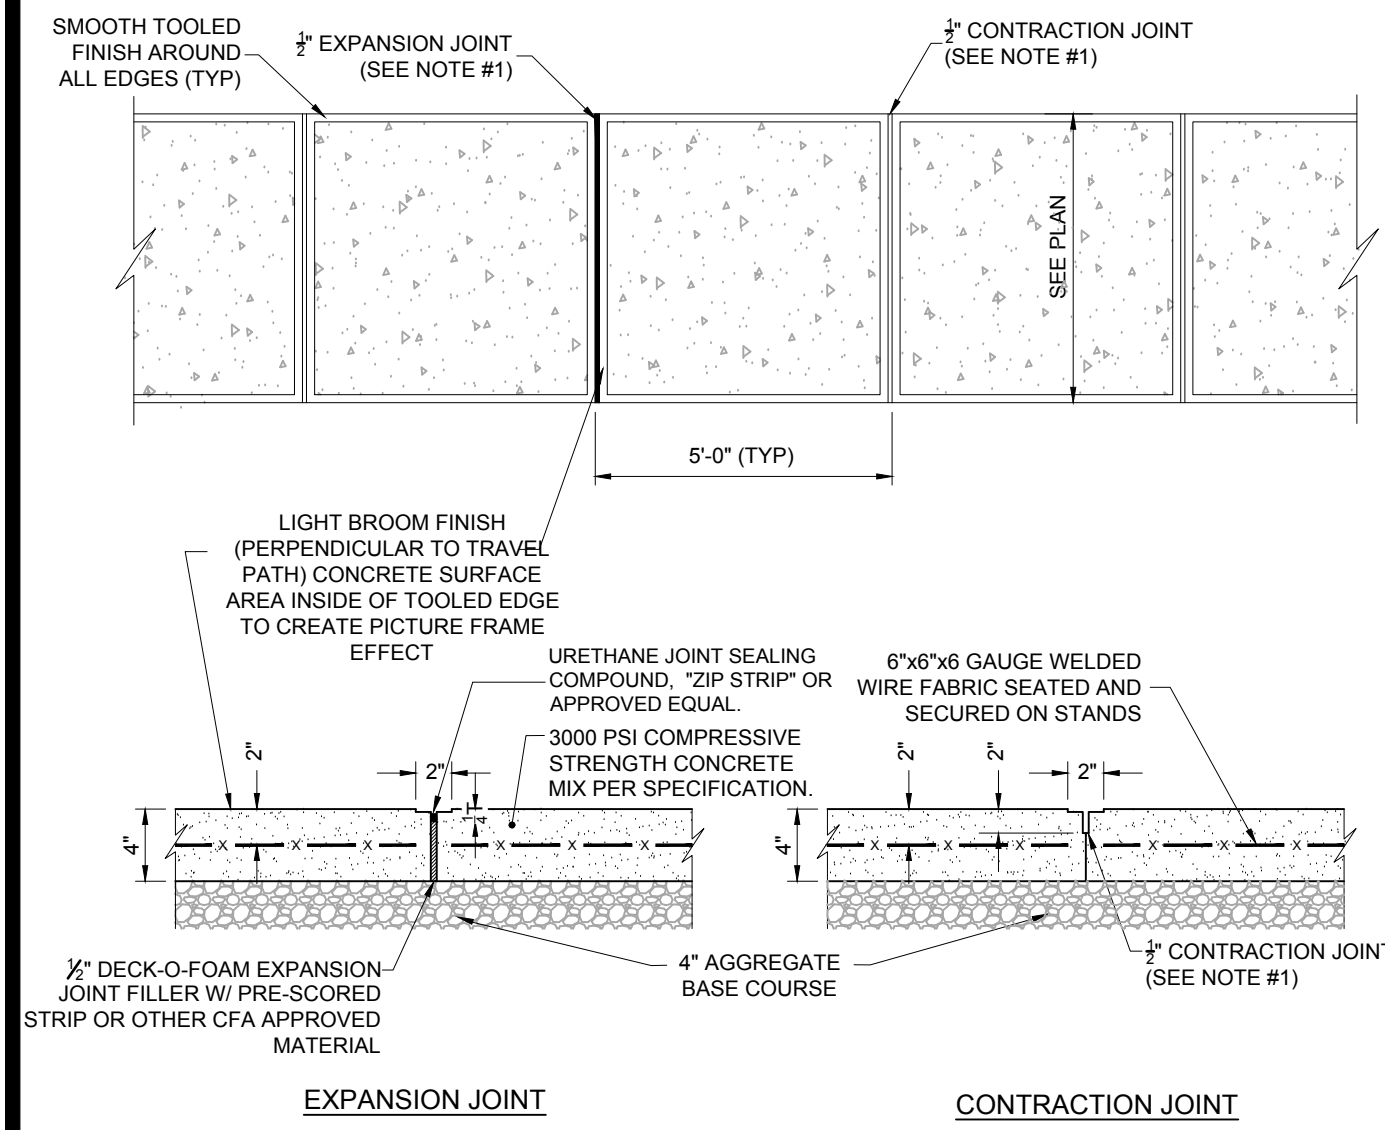 SMOOTH TOOLED
FINISH AROUND
ALL EDGES (TYP)
½" EXPANSION JOINT
(SEE NOTE #1)
½" CONTRACTION JOINT
(SEE NOTE #1)
SEE PLAN
5'-0" (TYP)
LIGHT BROOM FINISH
(PERPENDICULAR TO TRAVEL
PATH) CONCRETE SURFACE
AREA INSIDE OF TOOLED EDGE
TO CREATE PICTURE FRAME
EFFECT
URETHANE JOINT SEALING
COMPOUND, "ZIP STRIP" OR
APPROVED EQUAL.
3000 PSI COMPRESSIVE
STRENGTH CONCRETE
MIX PER SPECIFICATION.
6"x6"x6 GAUGE WELDED
WIRE FABRIC SEATED AND
SECURED ON STANDS
2"
2"
1/4
4"
X X X X X X
2"
2"
2"
4"
X X X X X X
½" DECK-O-FOAM EXPANSION
JOINT FILLER W/ PRE-SCORED
STRIP OR OTHER CFA APPROVED
MATERIAL
4" AGGREGATE
BASE COURSE
½" CONTRACTION JOINT
(SEE NOTE #1)
EXPANSION JOINT
CONTRACTION JOINT